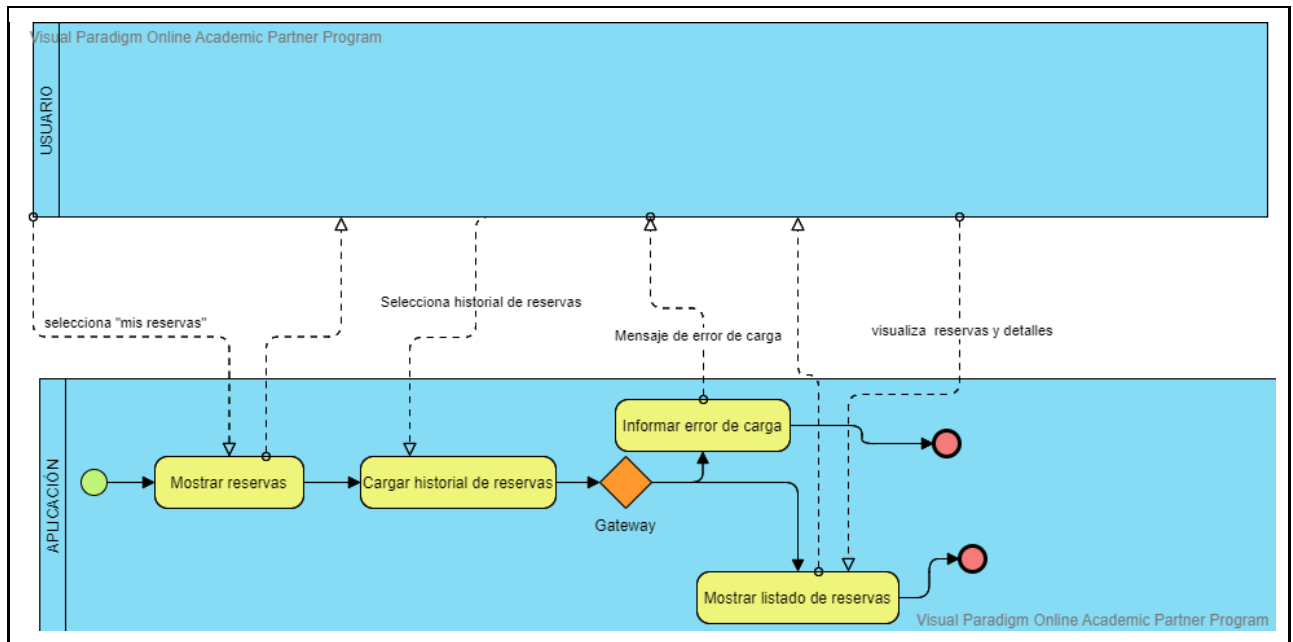 Visual Paradigm Online Academic Partner Program
USUARIO
Selecciona historial de reservas
selecciona "mis reservas"
Mensaje de error de carga
visualiza reservas y detalles
APLICACIÓN
Informar error de carga
Mostrar reservas
Cargar historial de reservas
Gateway
Mostrar listado de reservas
Visual Paradigm Online Academic Partner Program